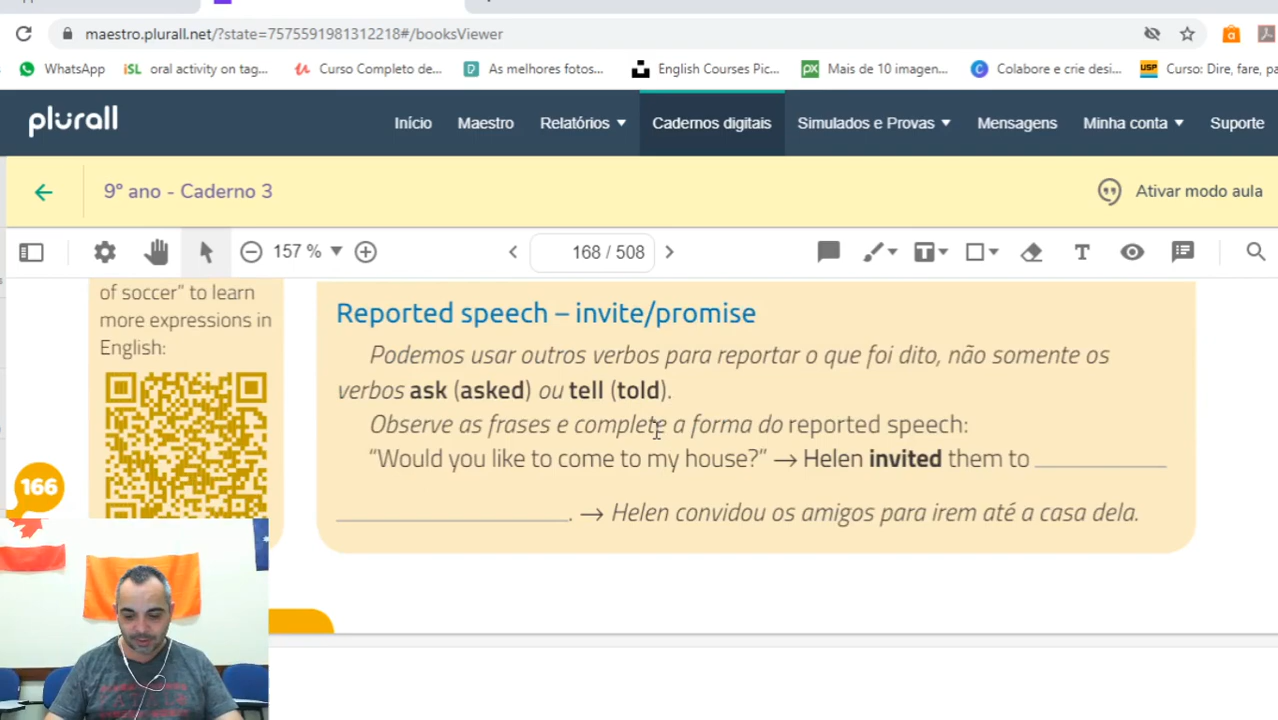 maestro.plurall.net/?state=7575591981312218#/booksViewer
WhatsApp
iSL oral activity on tag...
Curso Completo de...
D As melhores fotos...
English Courses Pic...
px Mais de 10 imagen...
C Colabore e crie desi...
USP Curso: Dire, fare, pa
plurall
Início
Maestro
Relatórios
Cadernos digitais
Simulados e Provas
Mensagens
Minha conta
Suporte
9º ano - Caderno 3
Ativar modo aula
157 %
168 / 508
of soccer" to learn
more expressions in
English:
166
Reported speech – invite/promise
Podemos usar outros verbos para reportar o que foi dito, não somente os
verbos ask (asked) ou tell (told).
Observe as frases e complete a forma do reported speech:
“Would you like to come to my house?” → Helen invited them to
. → Helen convidou os amigos para irem até a casa dela.